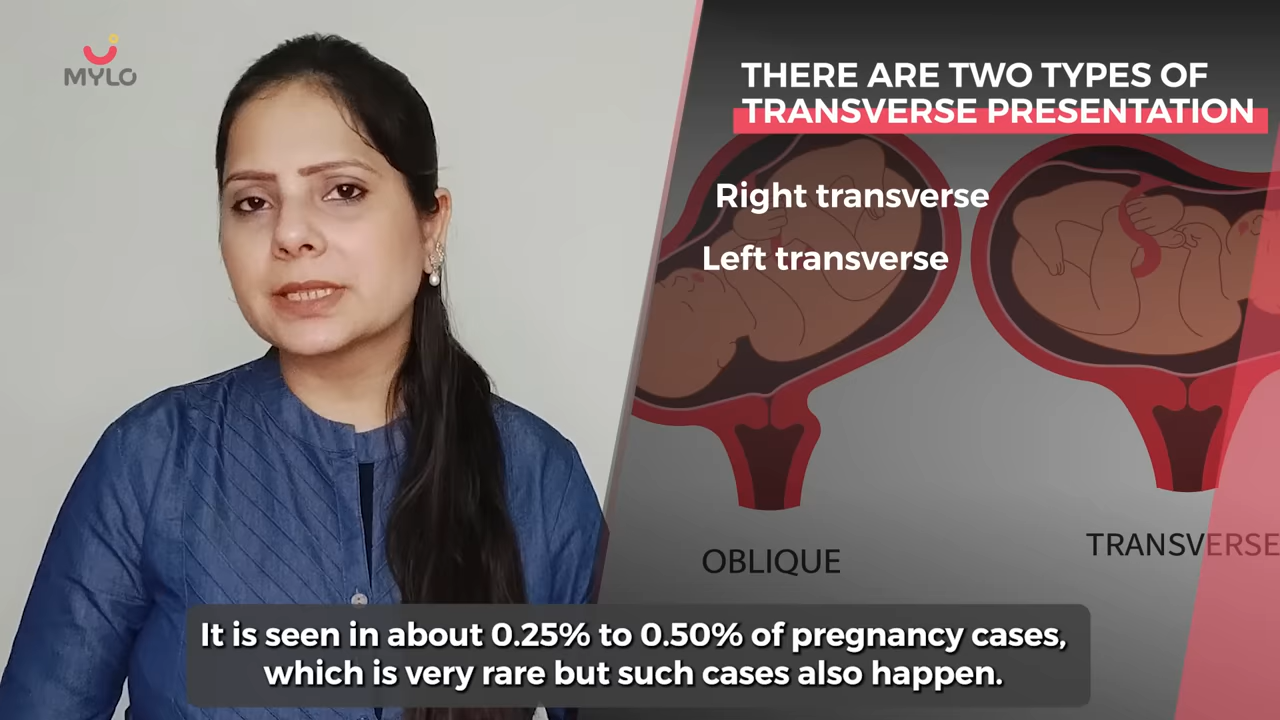 MYLO
THERE ARE TWO TYPES OF
TRANSVERSE PRESENTATION
Right transverse
Left transverse
OBLIQUE
TRANSVERSE
It is seen in about 0.25% to 0.50% of pregnancy cases,
which is very rare but such cases also happen.